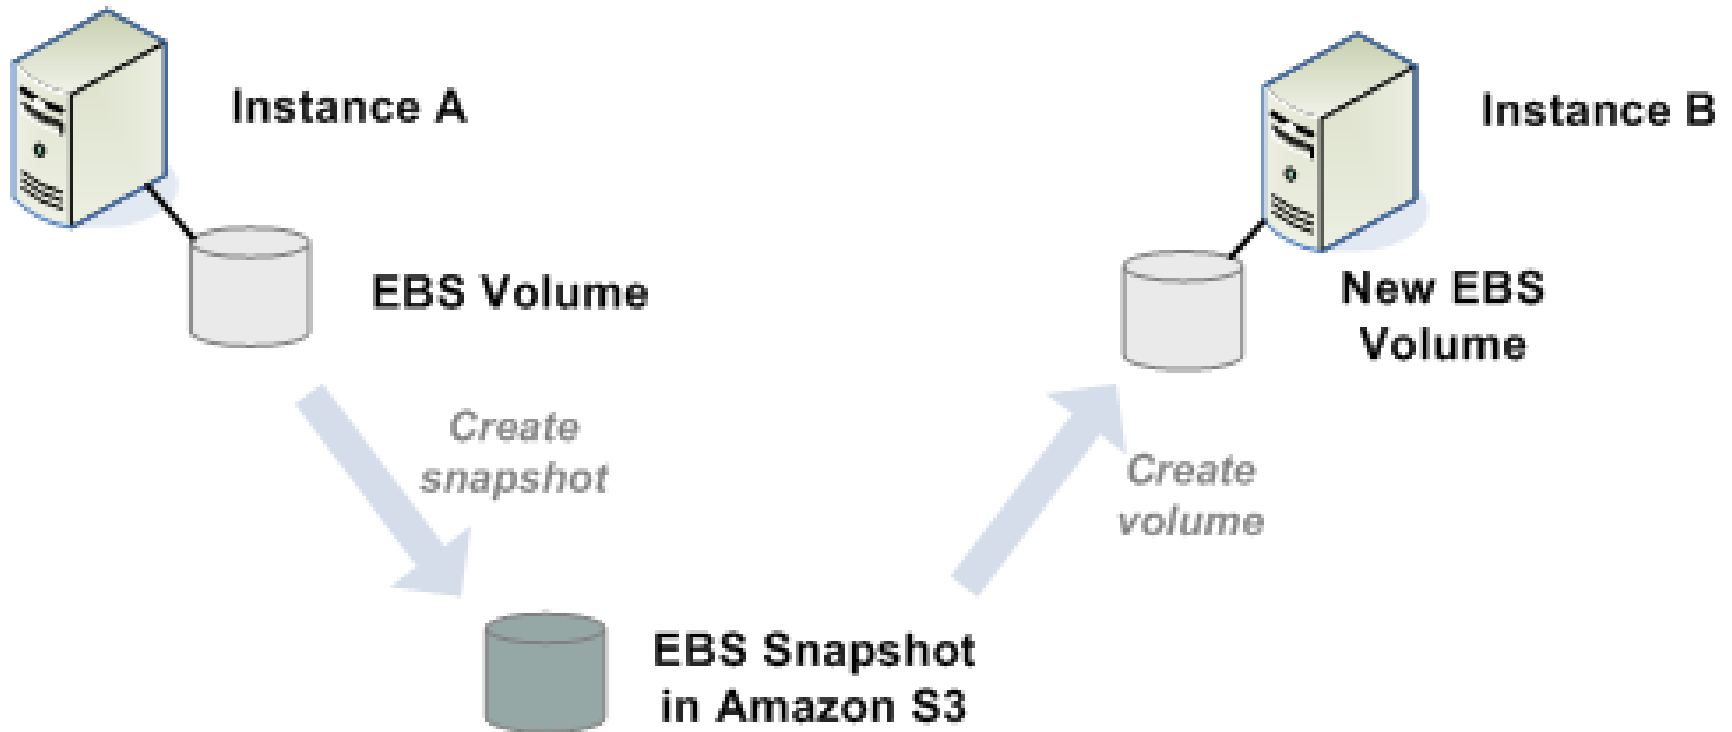 Instance A
EBS Volume
Create
snapshot
EBS Snapshot
in Amazon S3
Create
volume
New EBS
Volume
Instance B